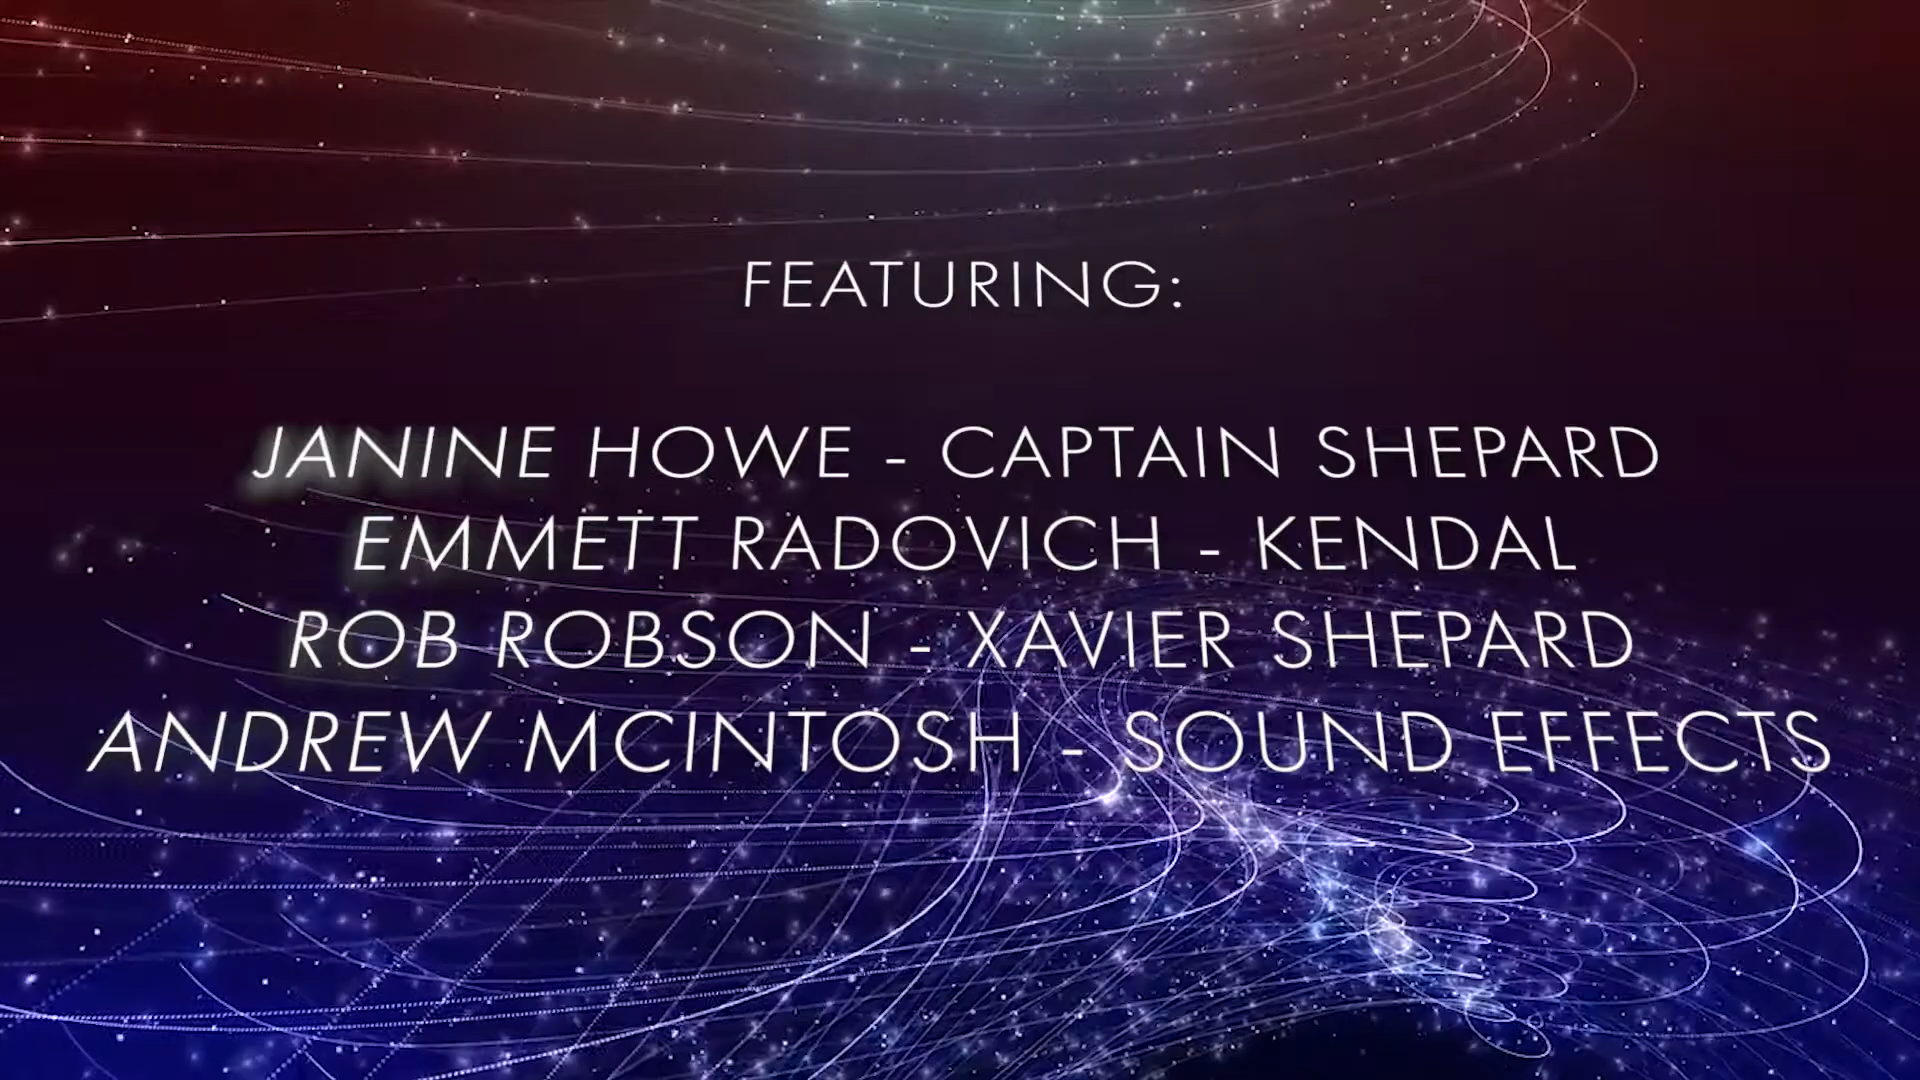 FEATURING:
JANINE HOWE - CAPTAIN SHEPARD
EMMETT RADOVICH - KENDAL
ROB ROBSON - XAVIER SHEPARD
ANDREW MCINTOSH - SOUND EFFECTS